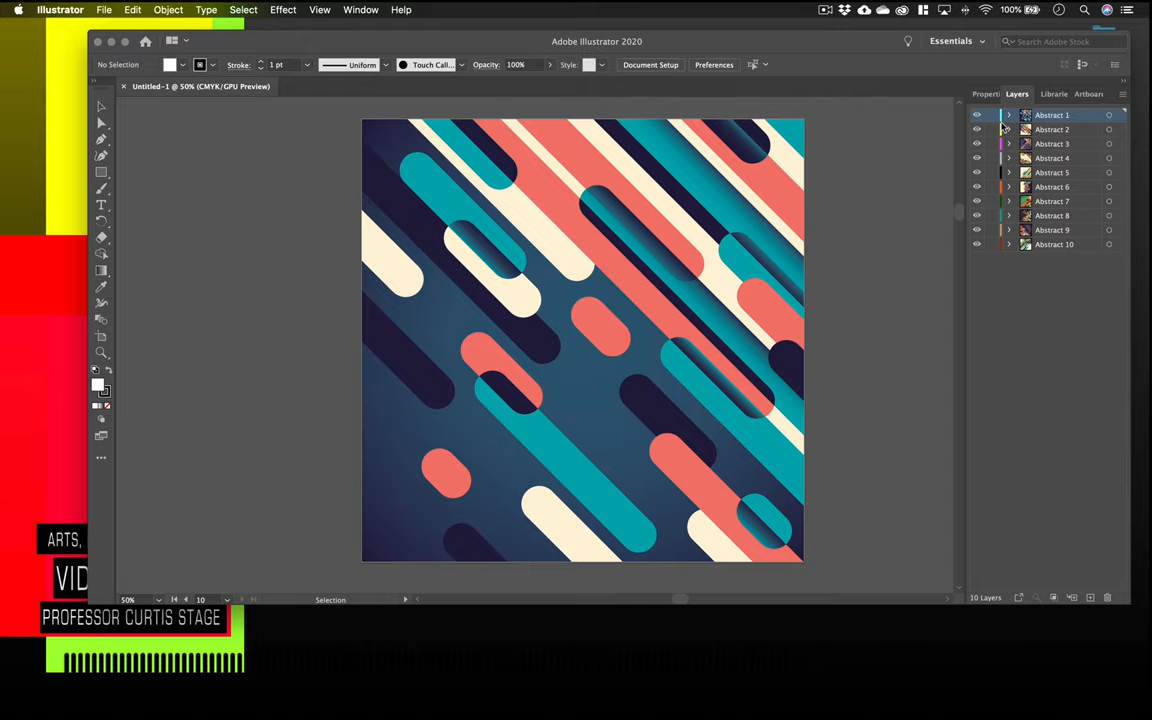 Illustrator File Edit Object Type Select Effect View Window Help 100%
Adobe Illustrator 2020 Essentials Search Adobe Stock
No Selection Stroke: 1 pt Uniform Touch Call... Opacity: 100% Style: Document Setup Preferences
Untitled-1 @ 50% (CMYK/GPU Preview)
Properti Layers Librarie Artboar
Abstract 1
Abstract 2
Abstract 3
Abstract 4
Abstract 5
Abstract 6
Abstract 7
Abstract 8
Abstract 9
Abstract 10
ARTS,
VID
PROFESSOR CURTIS STAGE
50% 10 Selection 10 Layers